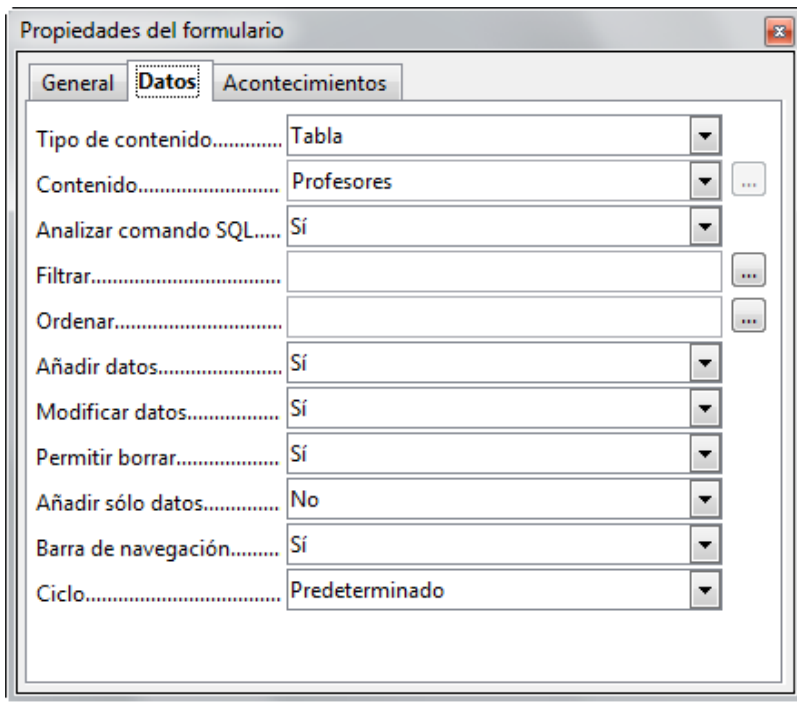 Propiedades del formulario
General Datos Acontecimientos
Tipo de contenido............. Tabla
Contenido.......................... Profesores ...
Analizar comando SQL..... Sí
Filtrar................................... ...
Ordenar............................... ...
Añadir datos....................... Sí
Modificar datos................. Sí
Permitir borrar................... Sí
Añadir sólo datos.............. No
Barra de navegación......... Sí
Ciclo.................................... Predeterminado